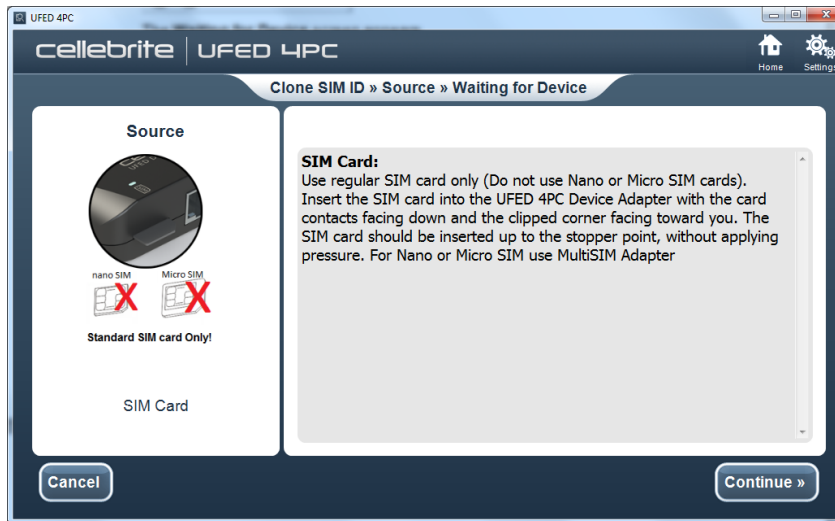 UFED 4PC
cellebrite UFED 4PC
Home
Settings
Clone SIM ID » Source » Waiting for Device
Source
nano SIM
Micro SIM
Standard SIM card Only!
SIM Card
SIM Card:
Use regular SIM card only (Do not use Nano or Micro SIM cards).
Insert the SIM card into the UFED 4PC Device Adapter with the card
contacts facing down and the clipped corner facing toward you. The
SIM card should be inserted up to the stopper point, without applying
pressure. For Nano or Micro SIM use MultiSIM Adapter
Cancel
Continue »